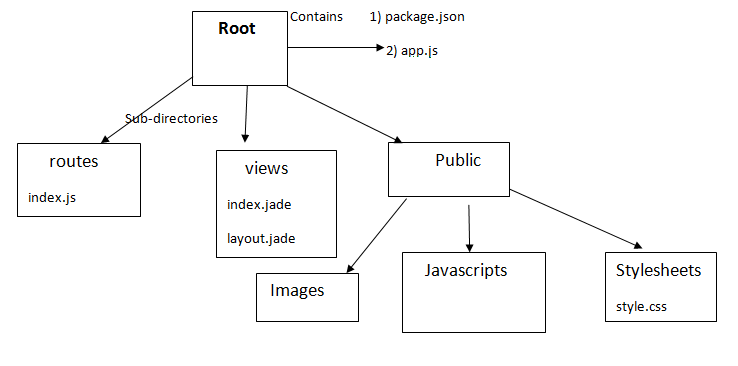 Root
Contains 1) package.json
2) app.js
Sub-directories
routes
index.js
views
index.jade
layout.jade
Public
Images
Javascripts
Stylesheets
style.css